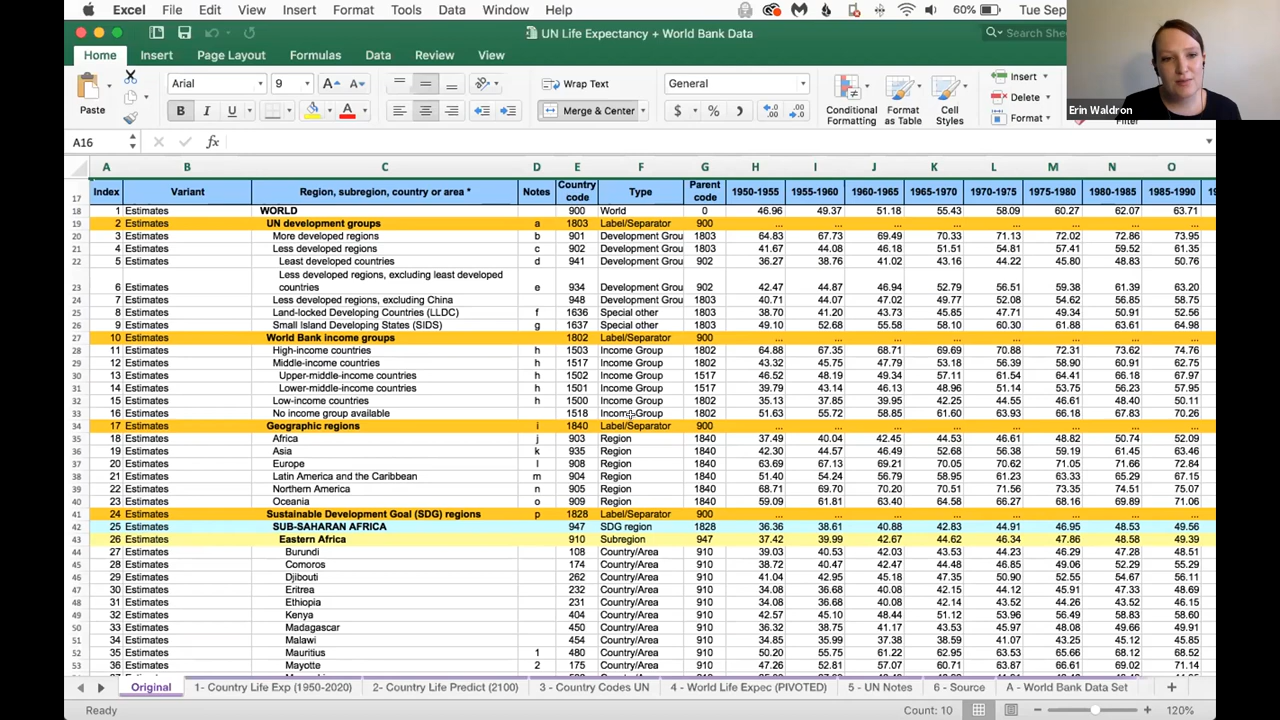 Excel File Edit View Insert Format Tools Data Window Help 60% Tue Sep
UN Life Expectancy + World Bank Data Search She
Home Insert Page Layout Formulas Data Review View
Paste Arial 9 A A Wrap Text General Conditional Formatting Format as Table Cell Styles Insert Delete Format
B I U A Merge & Center $ % Filter
Erin Waldron
A16 fx
A B C D E F G H I J K L M N O
17 Index Variant Region, subregion, country or area * Notes Country code Type Parent code 1950-1955 1955-1960 1960-1965 1965-1970 1970-1975 1975-1980 1980-1985 1985-1990 19
18 1 Estimates WORLD 900 World 0 46.96 49.37 51.18 55.43 58.09 60.27 62.07 63.71
19 2 Estimates UN development groups a 1803 Label/Separator 900 ... ... ... ... ... ... ... ...
20 3 Estimates More developed regions b 901 Development Grou 1803 64.83 67.73 69.49 70.33 71.13 72.02 72.86 73.95
21 4 Estimates Less developed regions c 902 Development Grou 1803 41.67 44.08 46.18 51.51 54.81 57.41 59.52 61.35
22 5 Estimates Least developed countries d 941 Development Grou 902 36.27 38.76 41.02 43.16 44.22 45.80 48.83 50.76
23 6 Estimates Less developed regions, excluding least developed countries e 934 Development Grou 902 42.47 44.87 46.94 52.79 56.51 59.38 61.39 63.20
24 7 Estimates Less developed regions, excluding China 948 Development Grou 1803 40.71 44.07 47.02 49.77 52.08 54.62 56.85 58.75
25 8 Estimates Land-locked Developing Countries (LLDC) f 1636 Special other 1803 38.70 41.20 43.72 45.85 47.71 49.34 50.91 52.56
26 9 Estimates Small Island Developing States (SIDS) g 1637 Special other 1803 49.10 52.68 55.58 58.10 60.30 61.88 63.61 64.98
27 10 Estimates World Bank income groups 1802 Label/Separator 900 ... ... ... ... ... ... ... ...
28 11 Estimates High-income countries h 1503 Income Group 1802 64.88 67.35 68.71 69.69 70.88 72.31 73.62 74.76
29 12 Estimates Middle-income countries h 1517 Income Group 1802 43.32 45.75 47.79 53.18 56.39 58.90 60.91 62.75
30 13 Estimates Upper-middle-income countries h 1502 Income Group 1517 46.52 48.19 49.34 57.11 61.54 64.41 66.18 67.97
31 14 Estimates Lower-middle-income countries h 1501 Income Group 1517 39.79 43.14 46.13 48.96 51.14 53.75 56.23 57.95
32 15 Estimates Low-income countries h 1500 Income Group 1802 35.13 37.85 39.95 42.25 44.55 46.61 48.40 50.11
33 16 Estimates No income group available 1518 Income Group 1802 51.63 55.72 58.85 61.60 63.93 66.18 67.83 70.26
34 17 Estimates Geographic regions i 1840 Label/Separator 900 ... ... ... ... ... ... ... ...
35 18 Estimates Africa j 903 Region 1840 37.49 40.04 42.45 44.53 46.61 48.82 50.74 52.09
36 19 Estimates Asia k 935 Region 1840 42.30 44.57 46.49 52.68 56.38 59.19 61.45 63.46
37 20 Estimates Europe l 908 Region 1840 63.69 67.13 69.21 70.05 70.62 71.05 71.66 72.84
38 21 Estimates Latin America and the Caribbean m 904 Region 1840 51.40 54.24 56.79 58.95 61.33 63.33 65.29 67.15
39 22 Estimates Northern America n 905 Region 1840 68.71 69.70 70.20 70.51 71.56 73.35 74.51 75.07
40 23 Estimates Oceania o 909 Region 1840 59.09 61.81 63.40 64.58 66.27 68.16 69.89 71.06
41 24 Estimates Sustainable Development Goal (SDG) regions p 1828 Label/Separator 900 ... ... ... ... ... ... ... ...
42 25 Estimates SUB-SAHARAN AFRICA 947 SDG region 1828 36.36 38.61 40.88 42.83 44.91 46.95 48.53 49.56
43 26 Estimates Eastern Africa 910 Subregion 947 37.42 39.99 42.67 44.62 46.34 47.86 48.58 49.39
44 27 Estimates Burundi 108 Country/Area 910 39.03 40.53 42.03 43.53 44.23 46.29 47.28 48.51
45 28 Estimates Comoros 174 Country/Area 910 38.72 40.47 42.47 44.48 46.85 49.06 52.29 55.29
46 29 Estimates Djibouti 262 Country/Area 910 41.04 42.95 45.18 47.35 50.90 52.55 54.67 56.11
47 30 Estimates Eritrea 232 Country/Area 910 34.08 36.68 40.08 42.15 44.12 45.91 47.33 48.69
48 31 Estimates Ethiopia 231 Country/Area 910 34.08 36.68 40.08 42.14 43.52 44.26 43.52 46.15
49 32 Estimates Kenya 404 Country/Area 910 42.57 45.10 48.44 51.12 53.96 56.49 58.83 58.60
50 33 Estimates Madagascar 450 Country/Area 910 36.32 38.75 41.17 43.53 45.97 48.08 49.66 49.91
51 34 Estimates Malawi 454 Country/Area 910 34.85 35.99 37.38 38.59 41.07 43.25 45.12 45.85
52 35 Estimates Mauritius 1 480 Country/Area 910 50.20 55.75 61.22 62.95 63.67 65.18 68.12 68.52
53 36 Estimates Mayotte 2 175 Country/Area 910 47.26 52.81 57.07 60.71 63.87 66.81 69.02 71.14
Original 1- Country Life Exp (1950-2020) 2- Country Life Predict (2100) 3 - Country Codes UN 4 - World Life Expec (PIVOTED) 5 - UN Notes 6 - Source A - World Bank Data Set
Ready Count: 10 120%